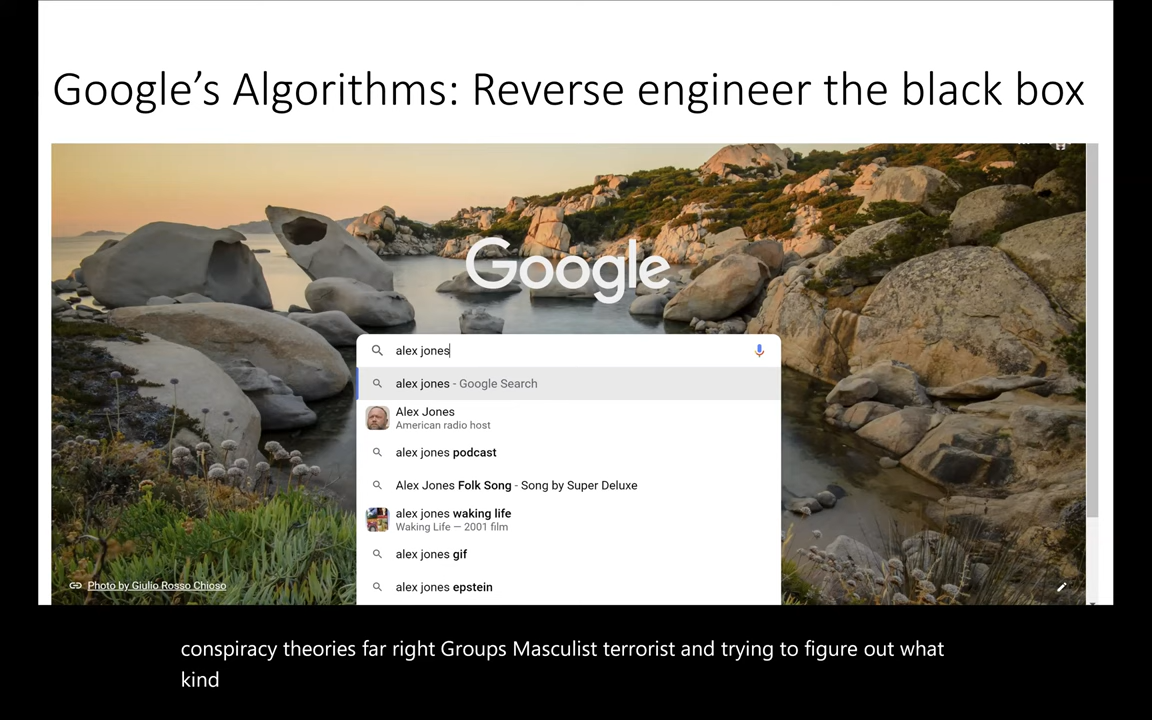 Google’s Algorithms: Reverse engineer the black box
Google
alex jones
alex jones - Google Search
Alex Jones
American radio host
alex jones podcast
Alex Jones Folk Song - Song by Super Deluxe
alex jones waking life
Waking Life — 2001 film
alex jones gif
alex jones epstein
Photo by Giulio Rosso Chioso
conspiracy theories far right Groups Masculist terrorist and trying to figure out what
kind